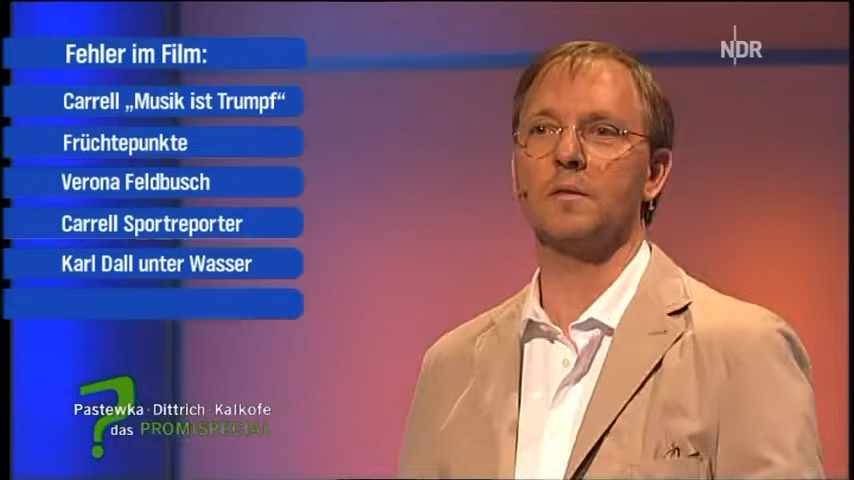 Fehler im Film:
NDR
Carrell „Musik ist Trumpf“
Früchtepunkte
Verona Feldbusch
Carrell Sportreporter
Karl Dall unter Wasser
?
Pastewka · Dittrich · Kalkofe
das PROMISPECIAL